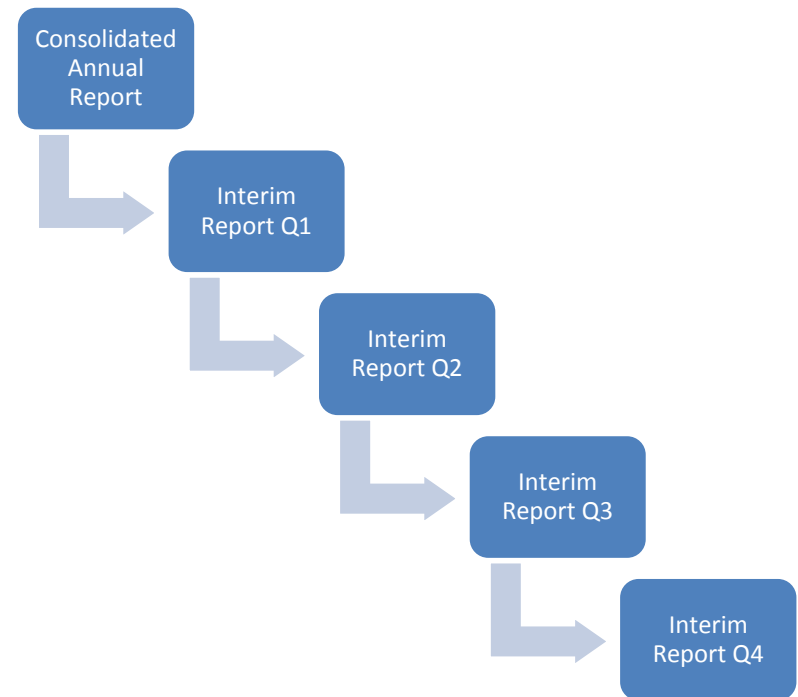 Consolidated
Annual
Report
Interim
Report Q1
Interim
Report Q2
Interim
Report Q3
Interim
Report Q4